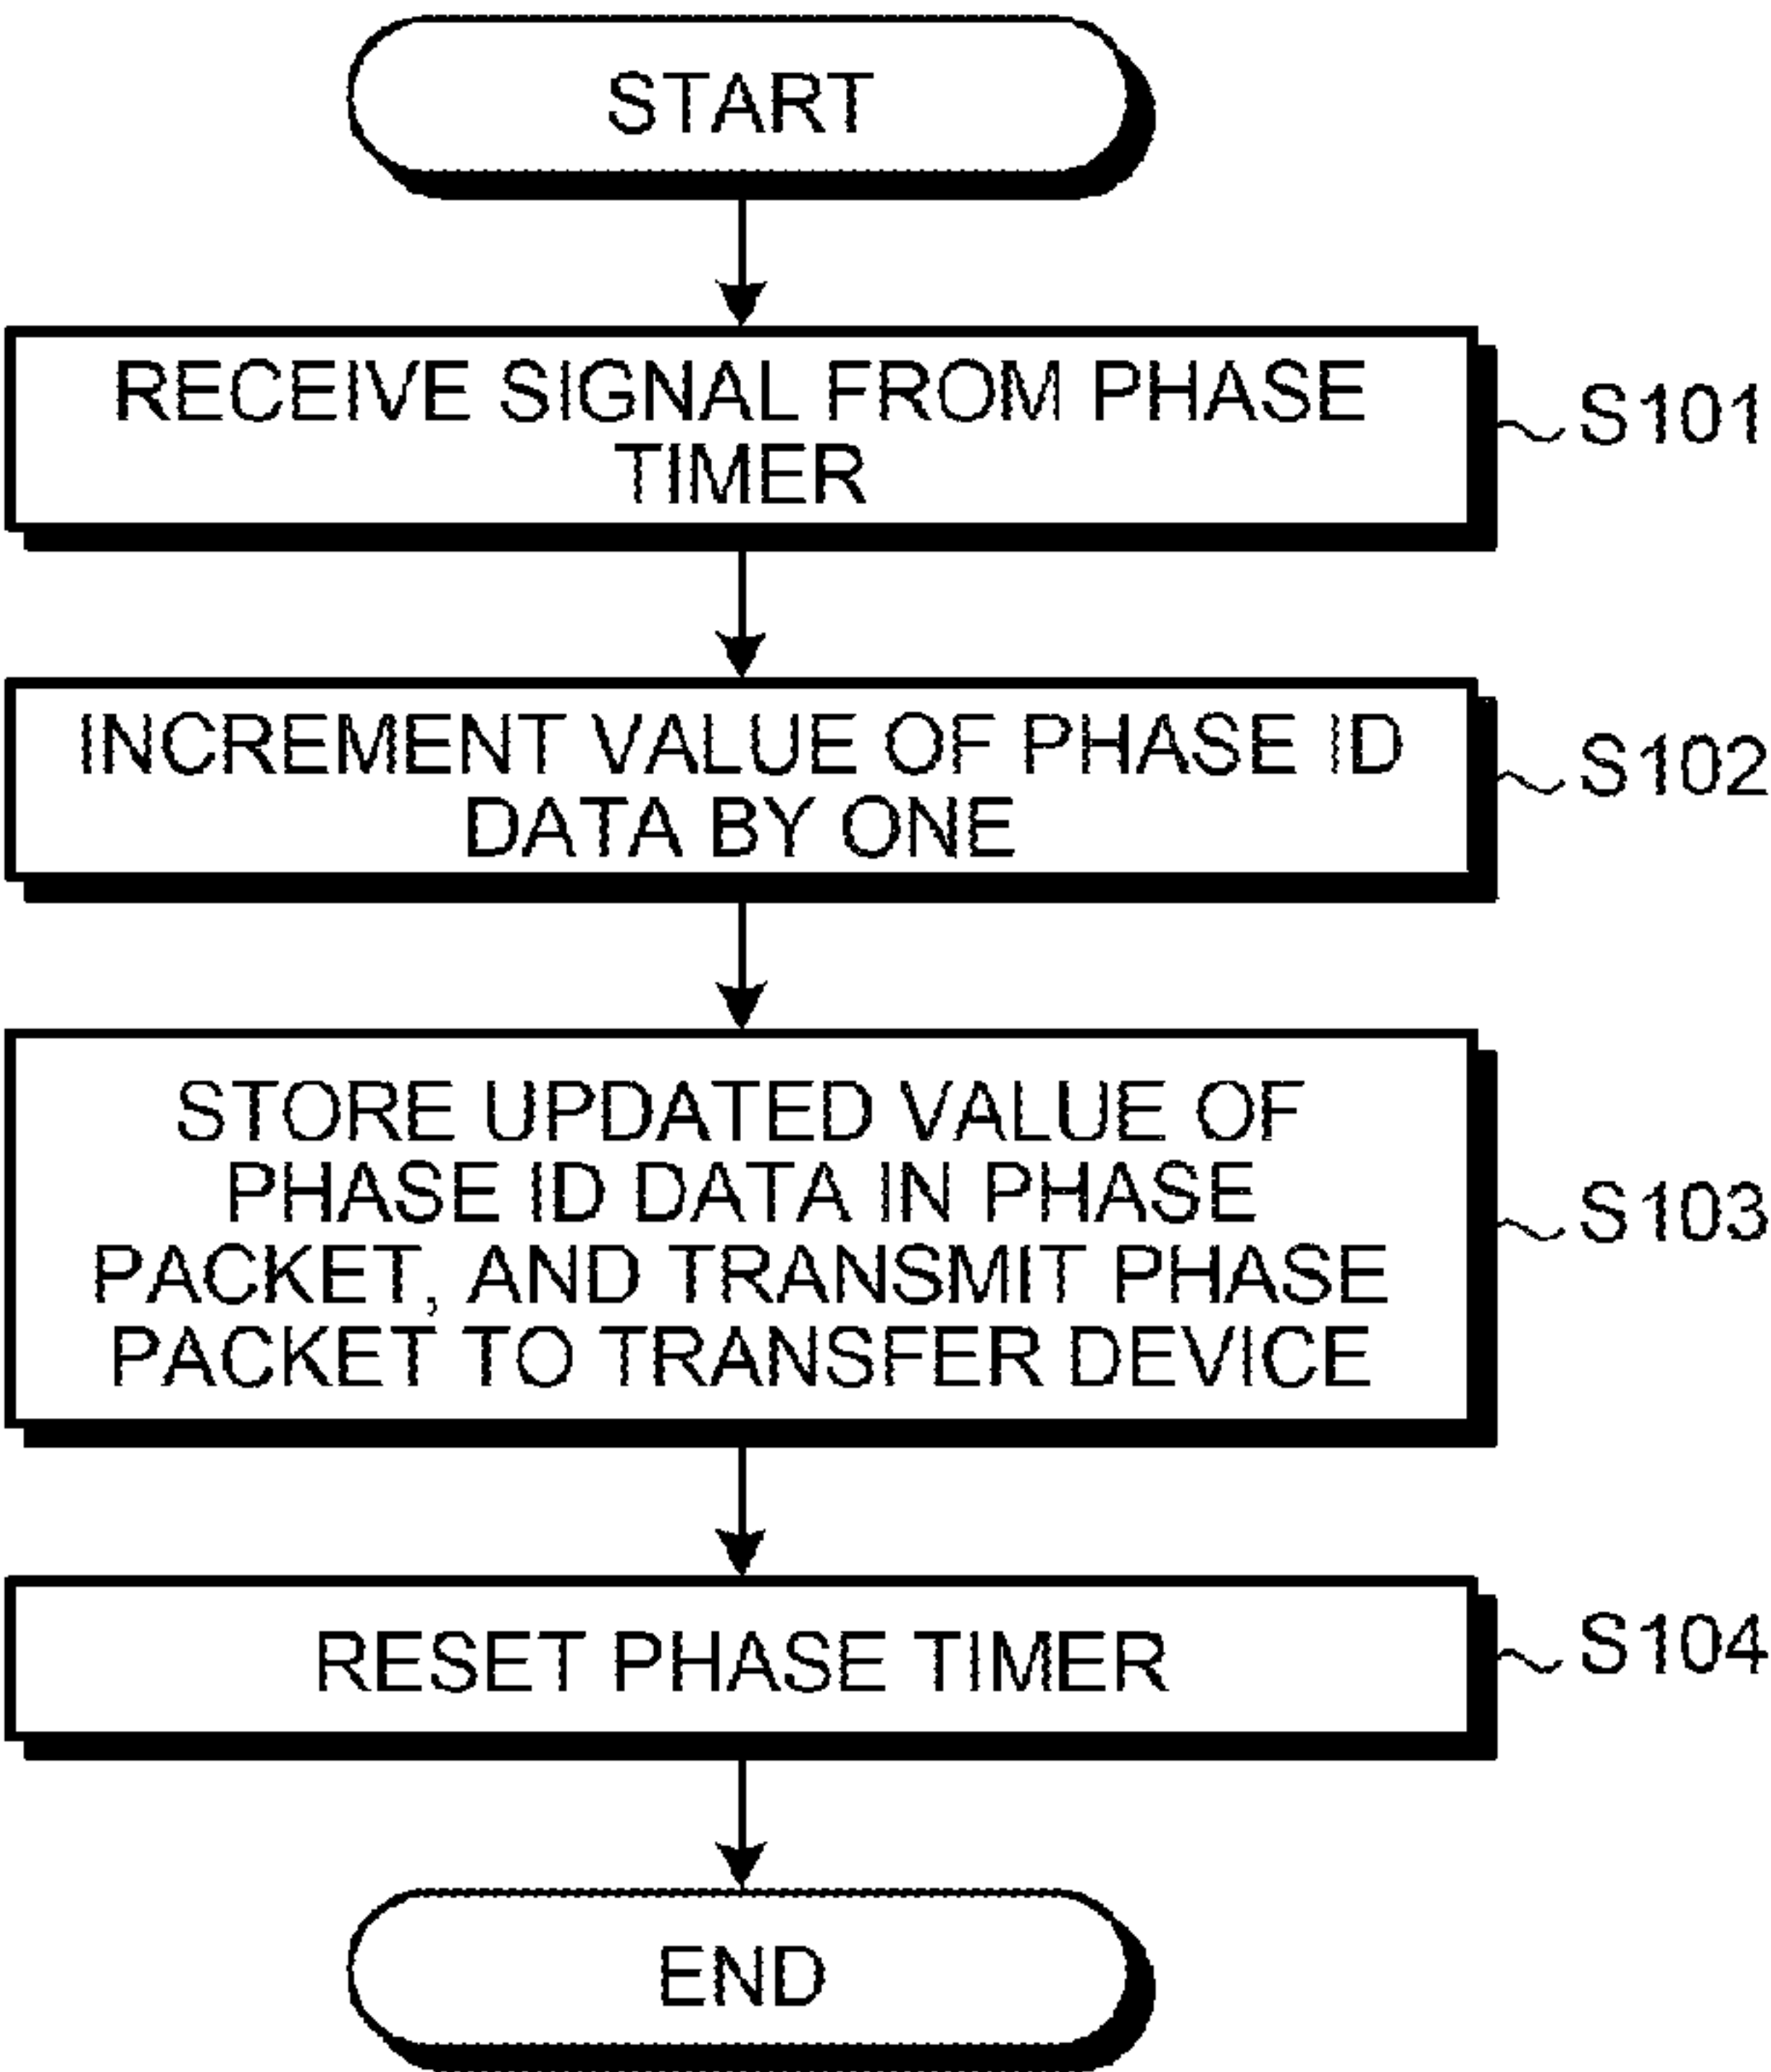 START
RECEIVE SIGNAL FROM PHASE
TIMER
S101
INCREMENT VALUE OF PHASE ID
DATA BY ONE
S102
STORE UPDATED VALUE OF
PHASE ID DATA IN PHASE
PACKET, AND TRANSMIT PHASE
PACKET TO TRANSFER DEVICE
S103
RESET PHASE TIMER
S104
END